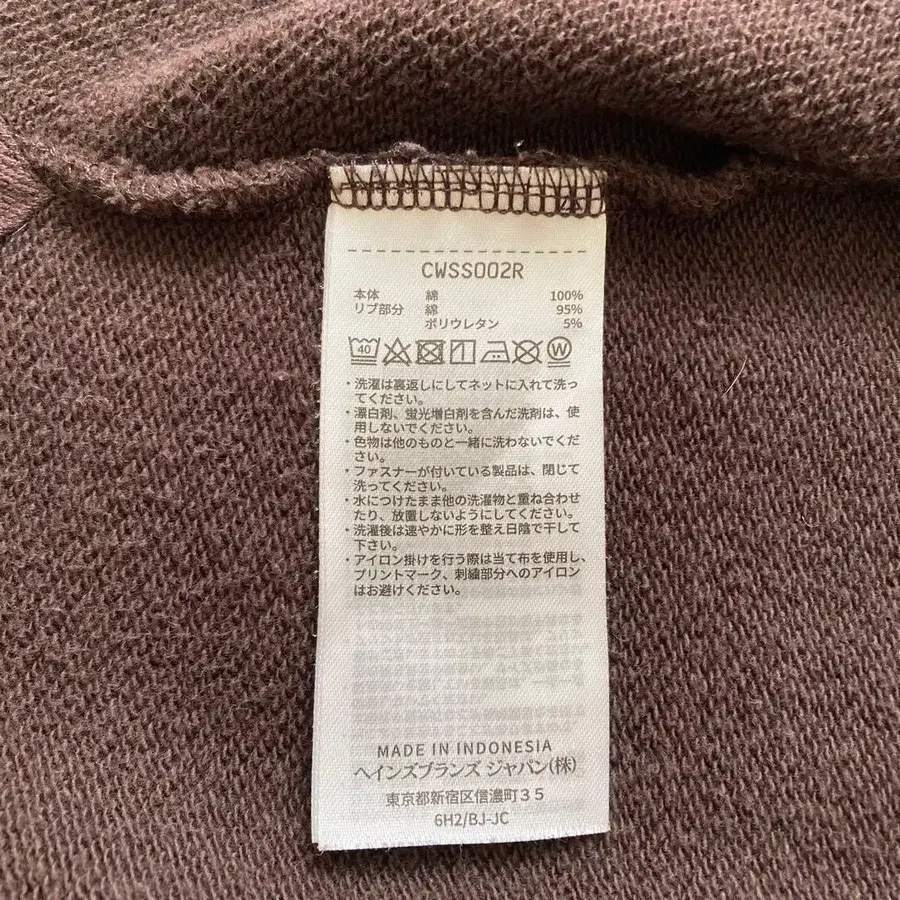 CWSS002R
本体 綿 100%
リブ部分 綿 95%
ポリウレタン 5%
40 W
・洗濯は裏返しにしてネットに入れて洗っ
てください。
・漂白剤、蛍光増白剤を含んだ洗剤は、使
用しないでください。
・色物は他のものと一緒に洗わないでくだ
さい。
・ファスナーが付いている製品は、閉じて
洗ってください。
・水につけたまま他の洗濯物と重ね合わせ
たり、放置しないようにしてください。
・洗濯後は速やかに形を整え日陰で干して
下さい。
・アイロン掛けを行う際は当て布を使用し、
プリントマーク、刺繍部分へのアイロン
はお避けください。
MADE IN INDONESIA
ヘインズブランズ ジャパン(株)
東京都新宿区信濃町35
6H2/BJ-JC